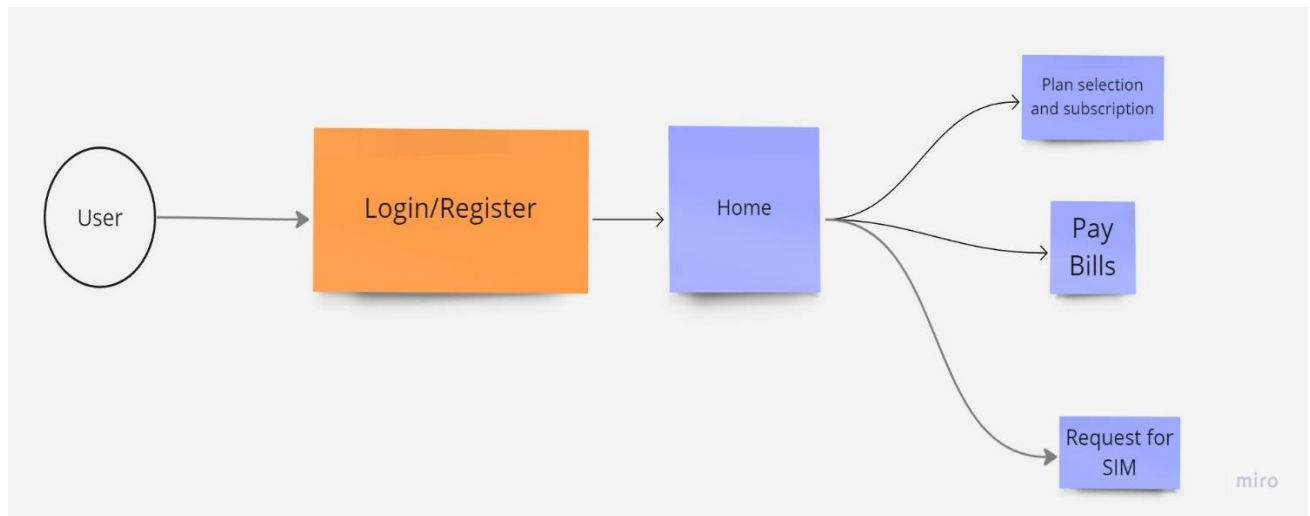 User
Login/Register
Home
Plan selection
and subscription
Pay
Bills
Request for
SIM
miro